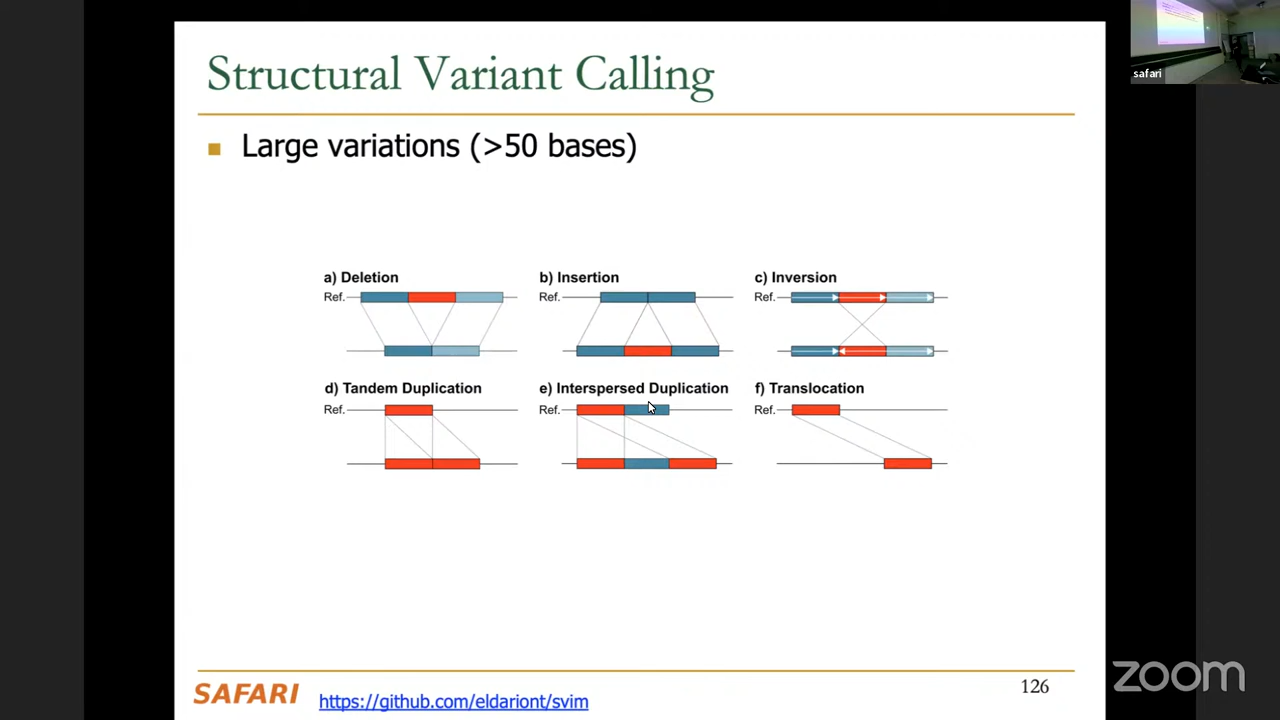 Structural Variant Calling
Large variations (>50 bases)
a) Deletion
Ref.
b) Insertion
Ref.
c) Inversion
Ref.
d) Tandem Duplication
Ref.
e) Interspersed Duplication
Ref.
f) Translocation
Ref.
SAFARI
https://github.com/eldariont/svim
126
safari
zoom